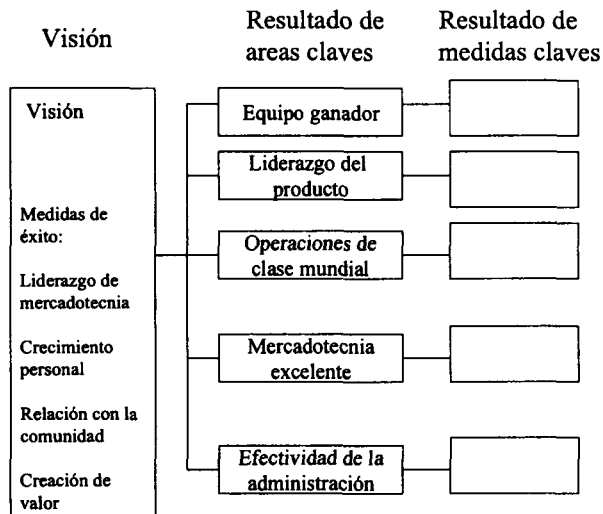 Visión
Resultado de
areas claves
Resultado de
medidas claves
Visión
Medidas de
éxito:
Liderazgo de
mercadotecnia
Crecimiento
personal
Relación con la
comunidad
Creación de
valor
Equipo ganador
Liderazgo del
producto
Operaciones de
clase mundial
Mercadotecnia
excelente
Efectividad de la
administración